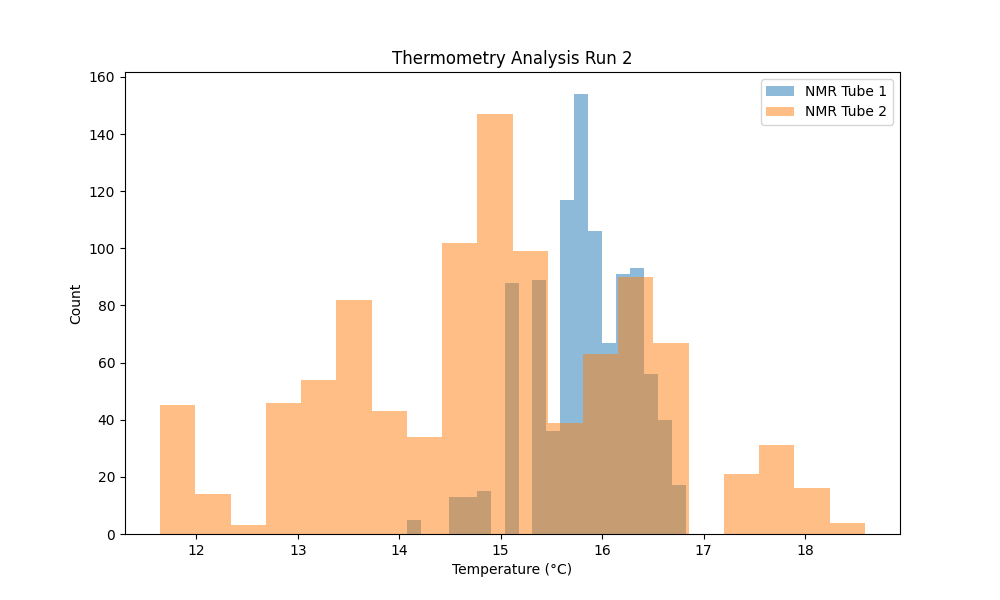 Thermometry Analysis Run 2
NMR Tube 1
NMR Tube 2
160
140
120
100
80
60
40
20
0
Count
12 13 14 15 16 17 18
Temperature (°C)